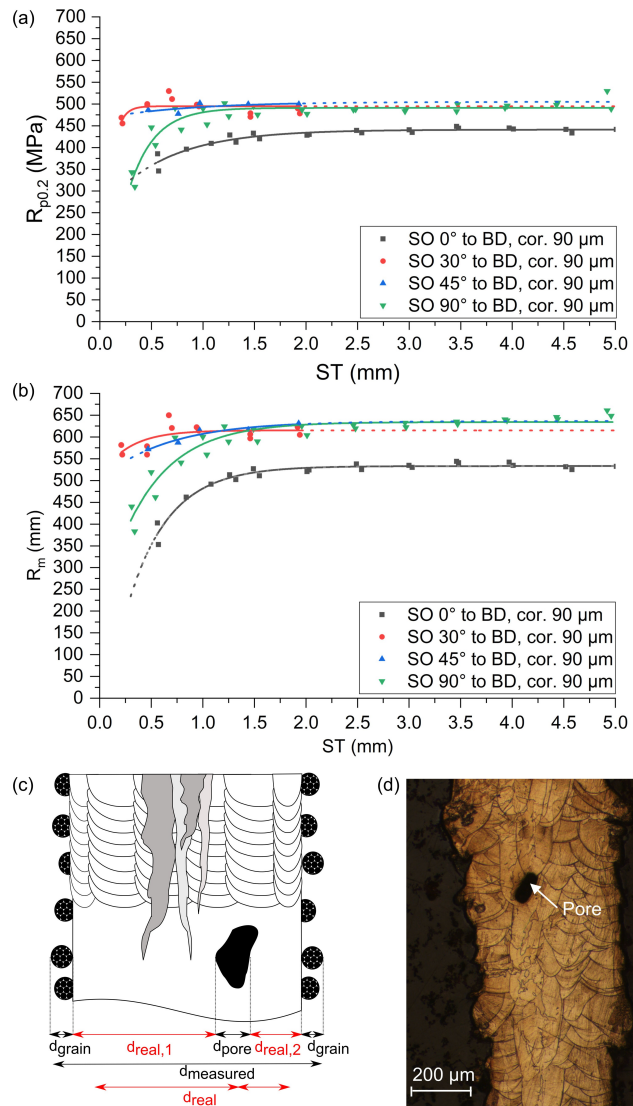 (a)
700
650
600
550
500
450
400
350
300
250
200
150
100
50
0
R_p0.2 (MPa)
SO 0° to BD, cor. 90 µm
SO 30° to BD, cor. 90 µm
SO 45° to BD, cor. 90 µm
SO 90° to BD, cor. 90 µm
0.0 0.5 1.0 1.5 2.0 2.5 3.0 3.5 4.0 4.5 5.0
ST (mm)
(b)
700
650
600
550
500
450
400
350
300
250
200
150
100
50
0
R_m (mm)
SO 0° to BD, cor. 90 µm
SO 30° to BD, cor. 90 µm
SO 45° to BD, cor. 90 µm
SO 90° to BD, cor. 90 µm
0.0 0.5 1.0 1.5 2.0 2.5 3.0 3.5 4.0 4.5 5.0
ST (mm)
(c)
dgrain dreal,1 dpore dreal,2 dgrain
dmeasured
dreal
(d)
Pore
200 µm